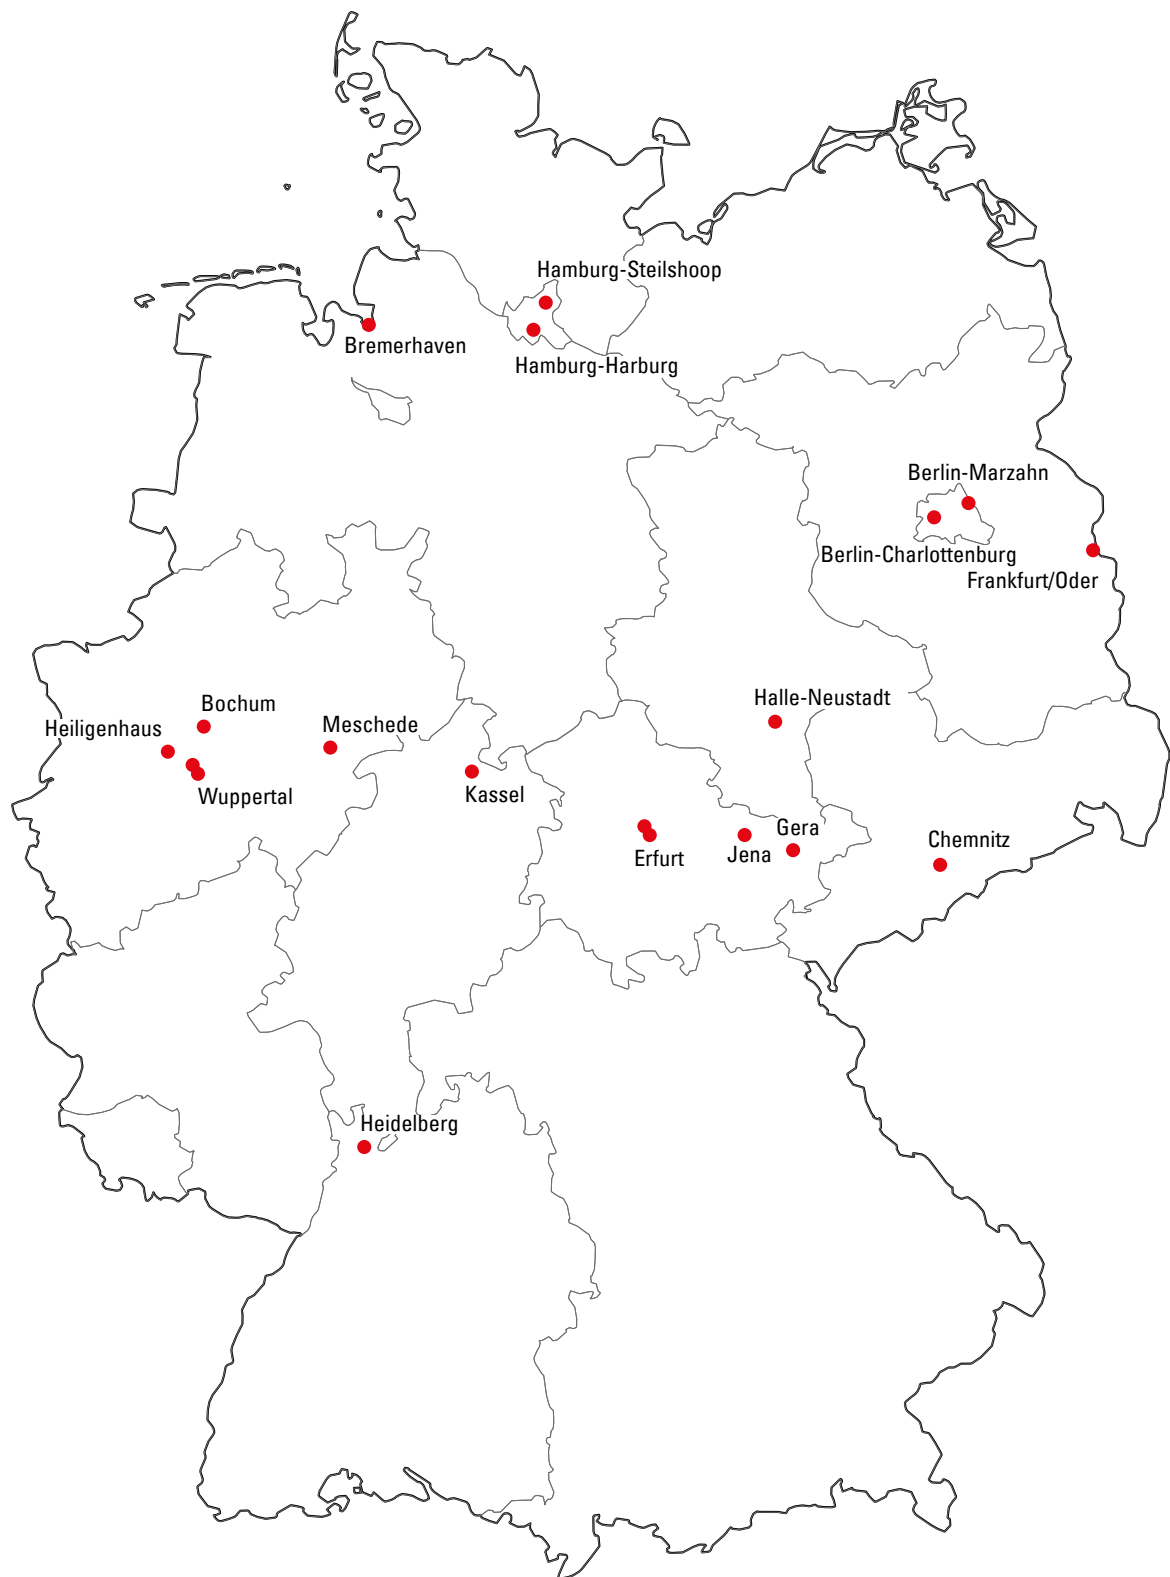 Hamburg-Steilshoop
Bremerhaven
Hamburg-Harburg
Berlin-Marzahn
Berlin-Charlottenburg
Frankfurt/Oder
Halle-Neustadt
Bochum
Heiligenhaus
Meschede
Wuppertal
Kassel
Gera
Erfurt
Jena
Chemnitz
Heidelberg